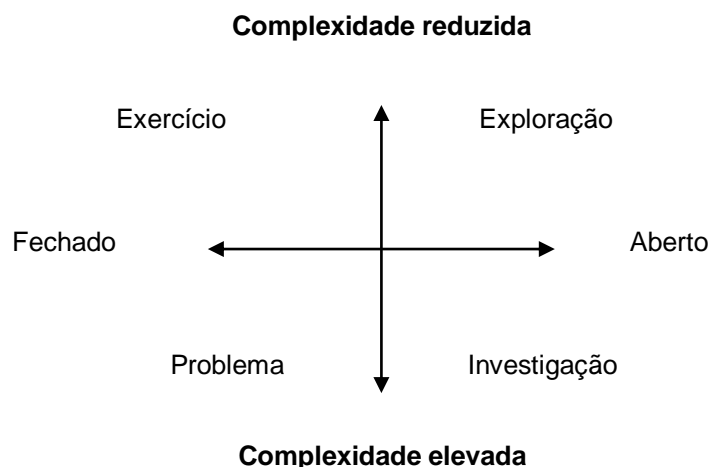 Complexidade reduzida
Exercício Exploração
Fechado Aberto
Problema Investigação
Complexidade elevada